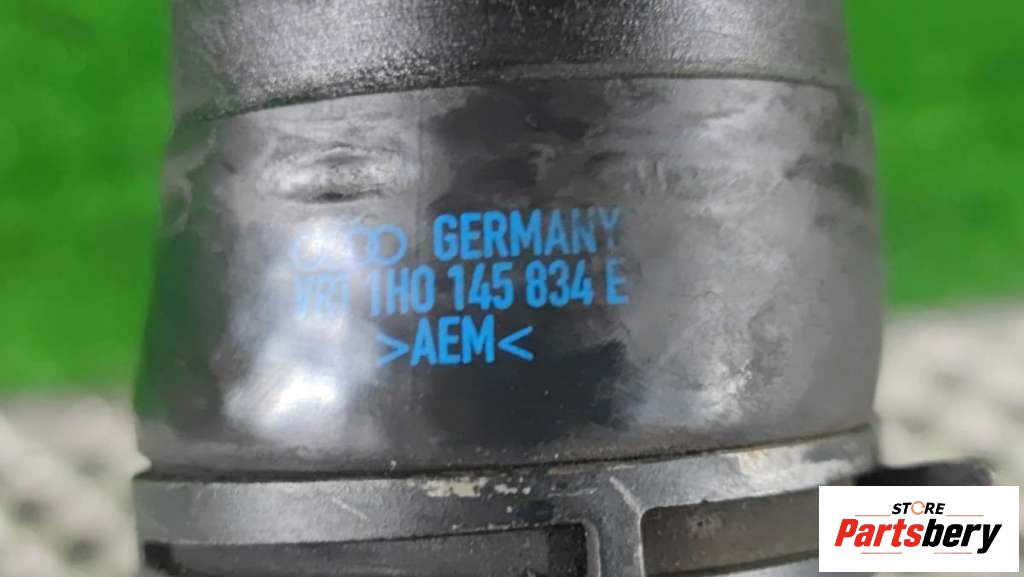 GERMANY
1H0 145 834 E
>AEM<
STORE
Partsbery